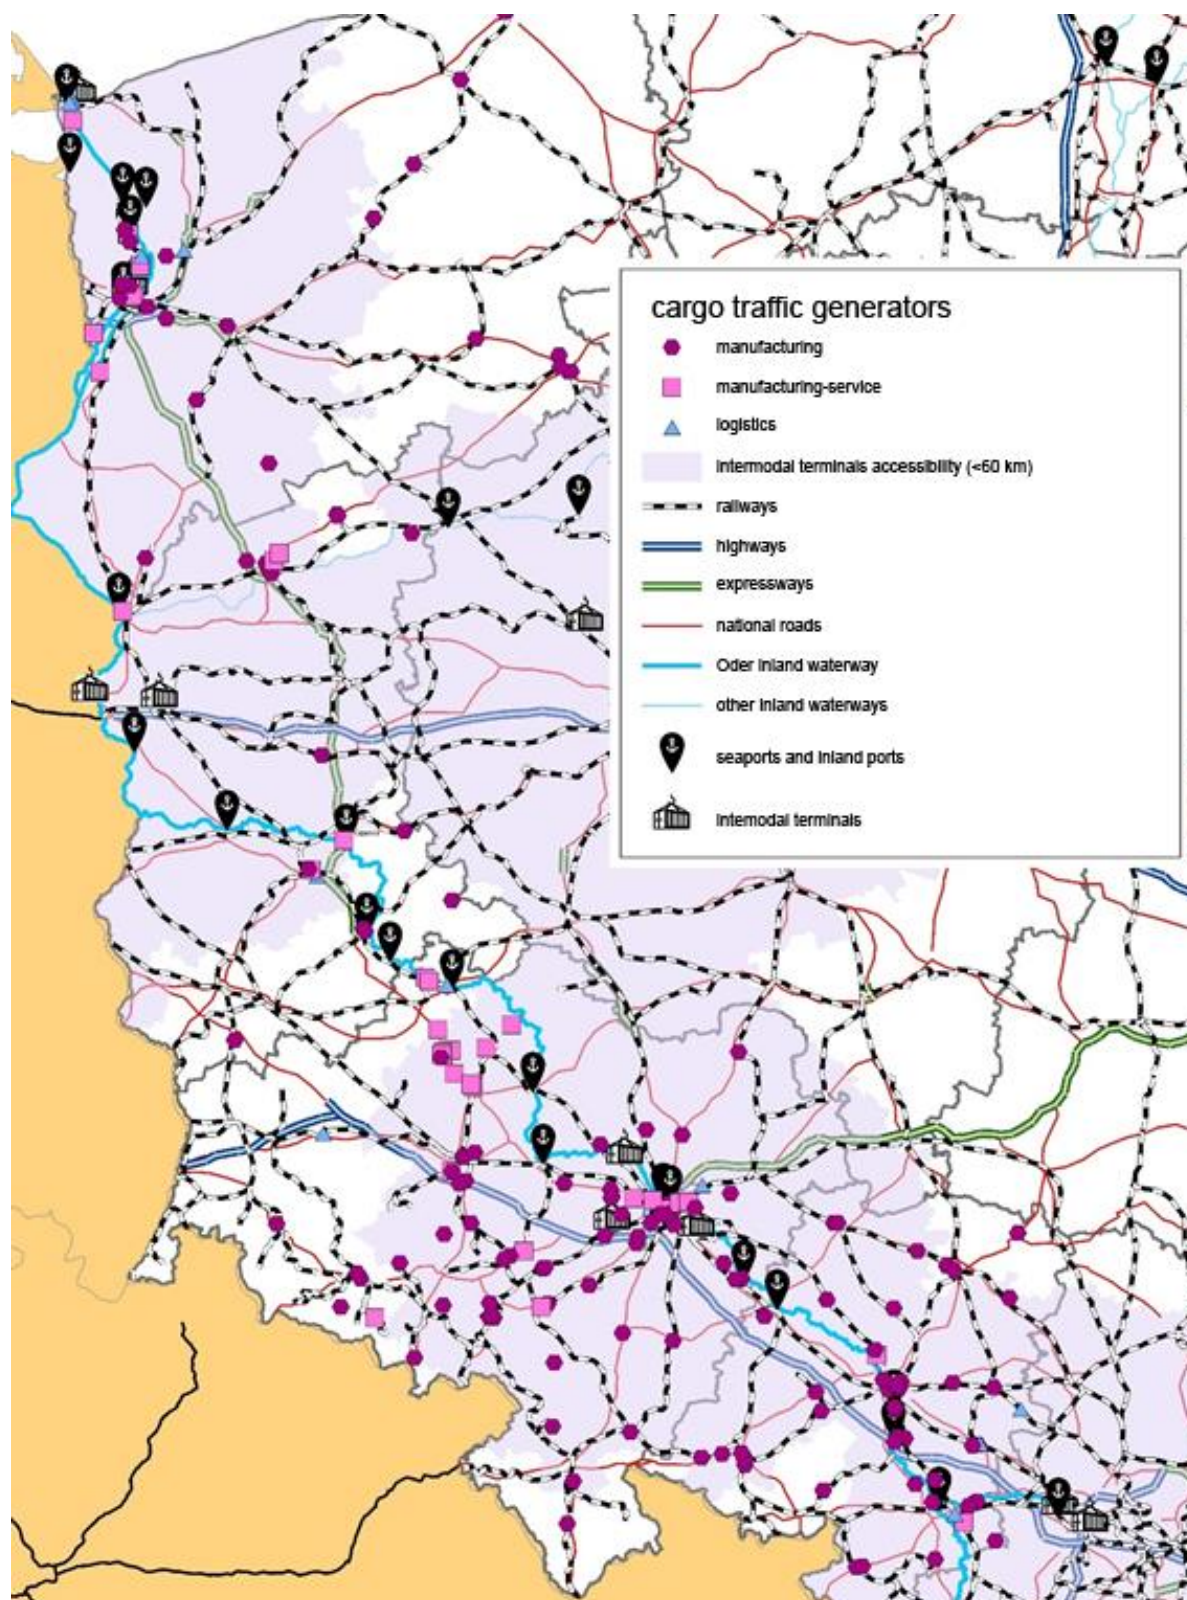 cargo traffic generators
manufacturing
manufacturing-service
logistics
intermodal terminals accessibility (<60 km)
railways
highways
expressways
national roads
Oder inland waterway
other inland waterways
seaports and inland ports
intemodal terminals